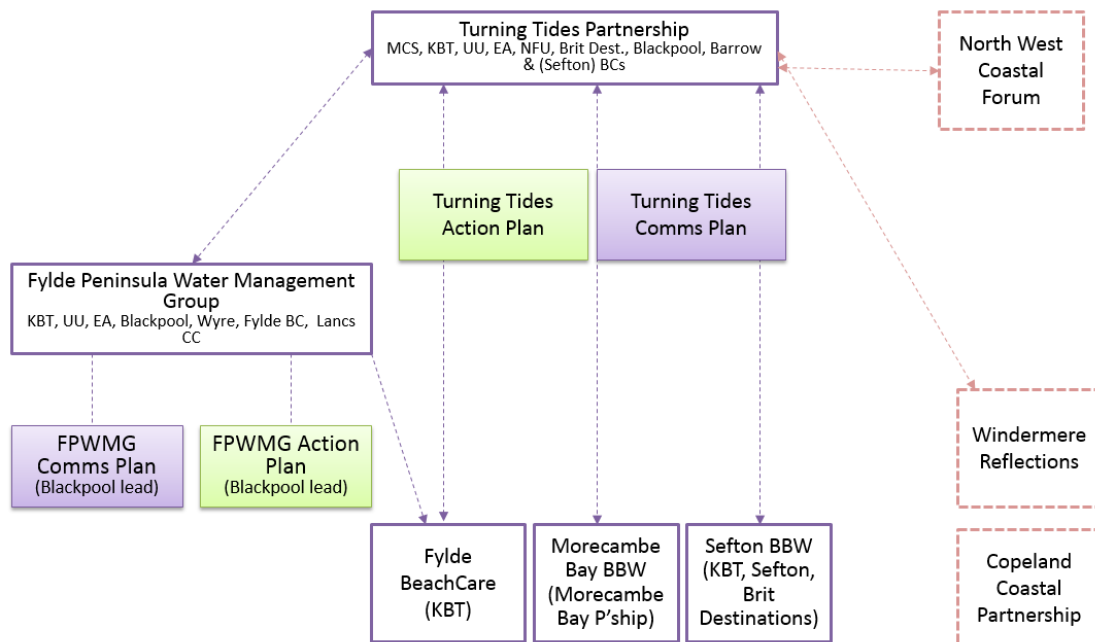 Turning Tides Partnership
MCS, KBT, UU, EA, NFU, Brit Dest., Blackpool, Barrow
& (Sefton) BCs
North West
Coastal
Forum
Turning Tides
Action Plan
Turning Tides
Comms Plan
Fylde Peninsula Water Management
Group
KBT, UU, EA, Blackpool, Wyre, Fylde BC, Lancs
CC
FPWMG
Comms Plan
(Blackpool lead)
FPWMG Action
Plan
(Blackpool lead)
Windermere
Reflections
Fylde
BeachCare
(KBT)
Morecambe
Bay BBW
(Morecambe
Bay P'ship)
Sefton BBW
(KBT, Sefton,
Brit
Destinations)
Copeland
Coastal
Partnership